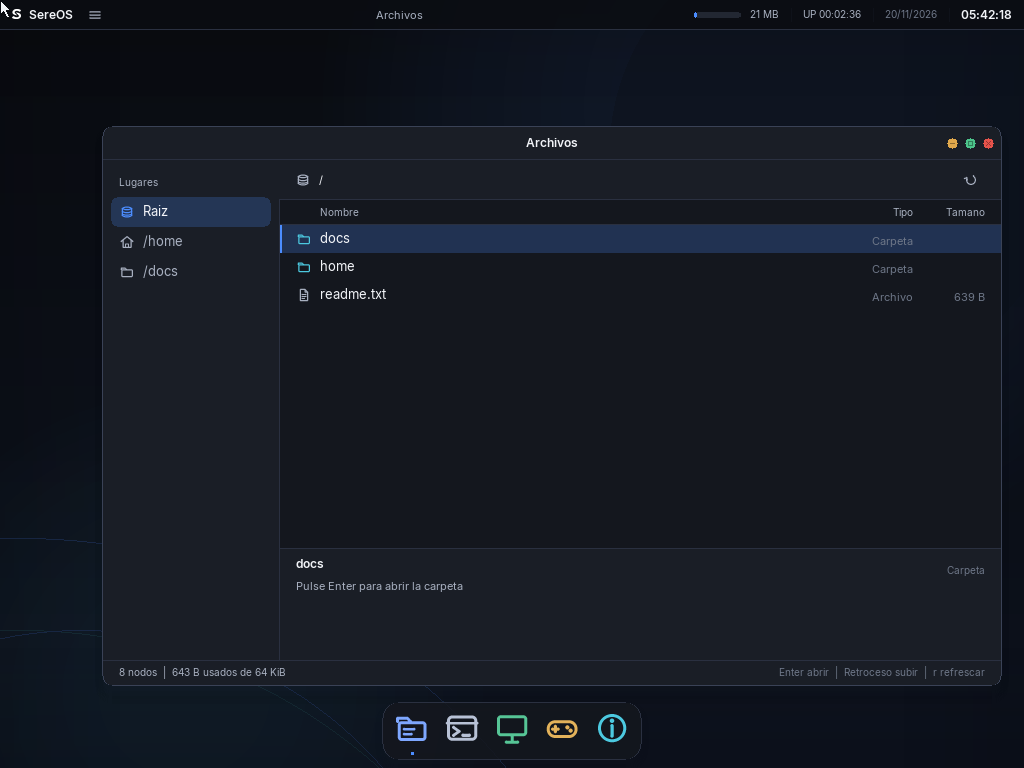 SereOS
Archivos
21 MB
UP 00:02:36
20/11/2026
05:42:18
Archivos
Lugares
Raiz
/home
/docs
/
Nombre Tipo Tamano
docs Carpeta
home Carpeta
readme.txt Archivo 639 B
docs Carpeta
Pulse Enter para abrir la carpeta
8 nodos | 643 B usados de 64 KiB
Enter abrir | Retroceso subir | r refrescar